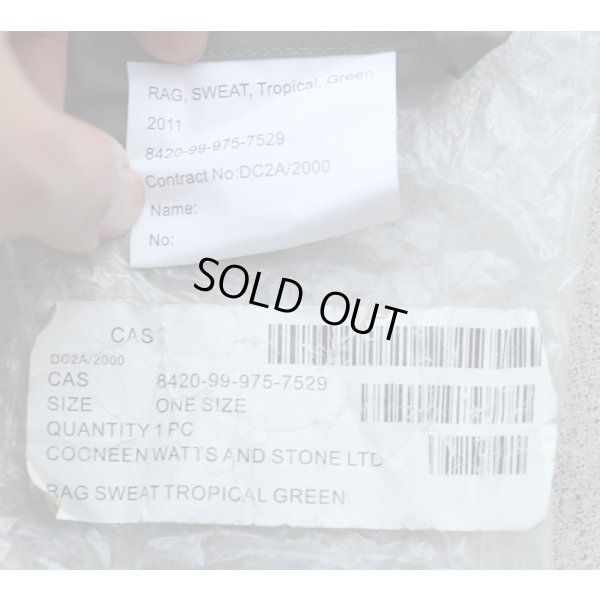 RAG, SWEAT, Tropical. Green
2011
8420-99-975-7529
Contract No:DC2A/2000
Name:
No:
SOLD OUT
CAS
DC2A/2000
CAS 8420-99-975-7529
SIZE ONE SIZE
QUANTITY 1 PC
COCNEEN WATTS AND STONE LTD
RAG SWEAT TROPICAL GREEN